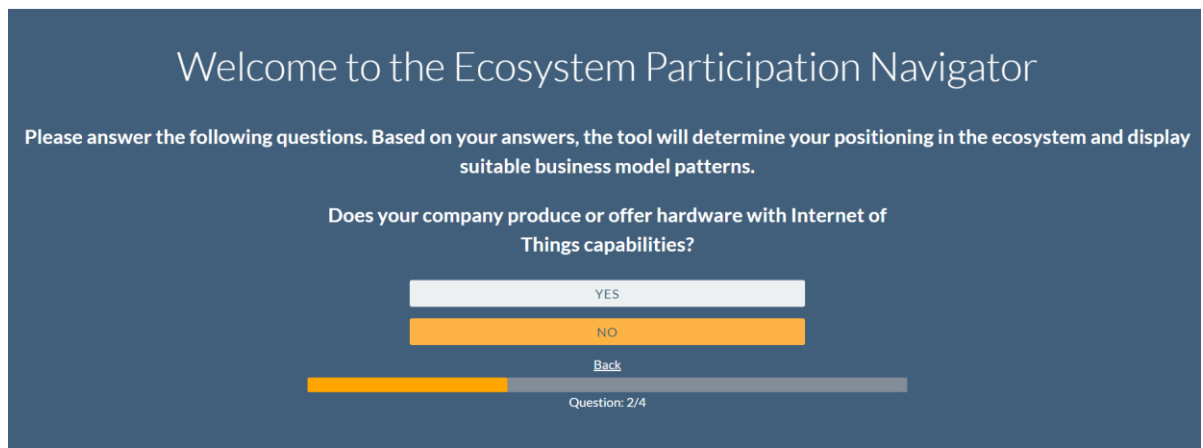 Welcome to the Ecosystem Participation Navigator
Please answer the following questions. Based on your answers, the tool will determine your positioning in the ecosystem and display
suitable business model patterns.
Does your company produce or offer hardware with Internet of
Things capabilities?
YES
NO
Back
Question: 2/4